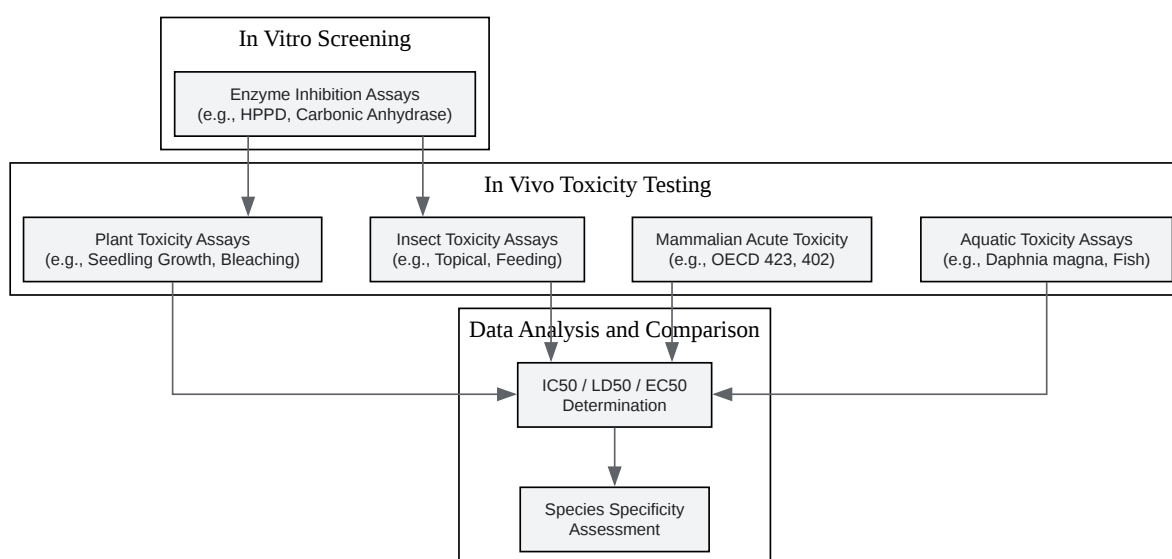 In Vitro Screening
Enzyme Inhibition Assays
(e.g., HPPD, Carbonic Anhydrase)
In Vivo Toxicity Testing
Plant Toxicity Assays
(e.g., Seedling Growth, Bleaching)
Insect Toxicity Assays
(e.g., Topical, Feeding)
Mammalian Acute Toxicity
(e.g., OECD 423, 402)
Aquatic Toxicity Assays
(e.g., Daphnia magna, Fish)
Data Analysis and Comparison
IC50 / LD50 / EC50
Determination
Species Specificity
Assessment